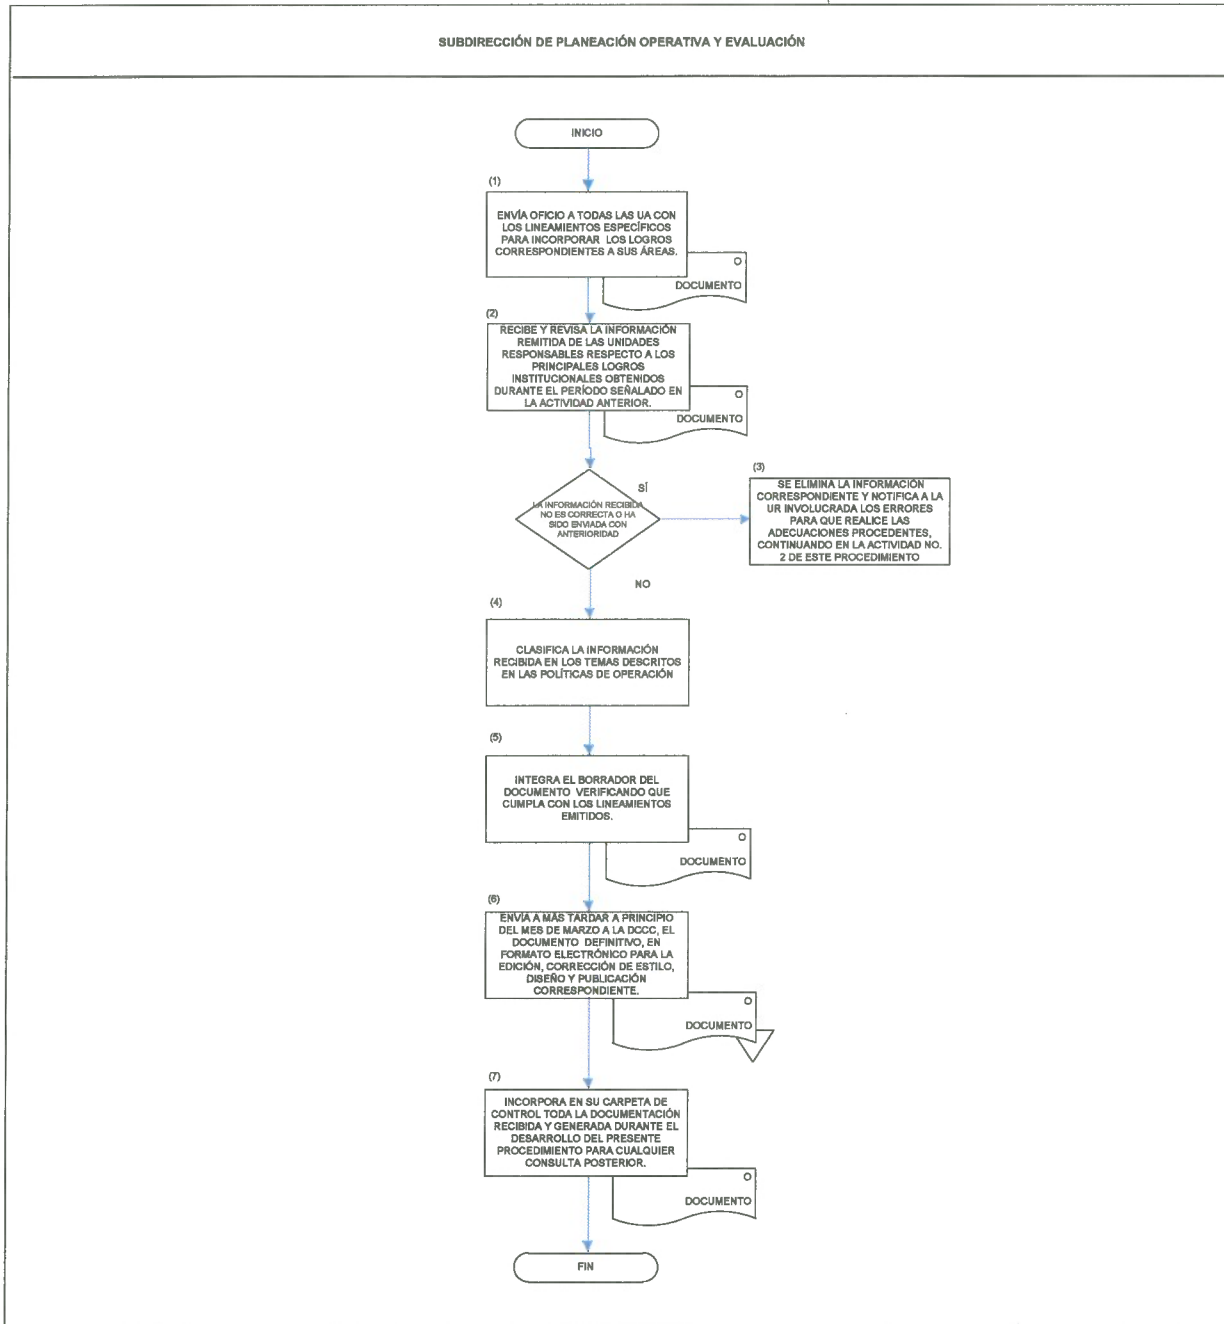 SUBDIRECCIÓN DE PLANEACIÓN OPERATIVA Y EVALUACIÓN
INICIO
(1)
ENVÍA OFICIO A TODAS LAS UA CON
LOS LINEAMIENTOS ESPECÍFICOS
PARA INCORPORAR LOS LOGROS
CORRESPONDIENTES A SUS ÁREAS.
O
DOCUMENTO
(2)
RECIBE Y REVISA LA INFORMACIÓN
REMITIDA DE LAS UNIDADES
RESPONSABLES RESPECTO A LOS
PRINCIPALES LOGROS
INSTITUCIONALES OBTENIDOS
DURANTE EL PERÍODO SEÑALADO EN
LA ACTIVIDAD ANTERIOR.
O
DOCUMENTO
LA INFORMACIÓN RECIBIDA
NO ES CORRECTA O HA
SIDO ENVIADA CON
ANTERIORIDAD
SÍ
(3)
SE ELIMINA LA INFORMACIÓN
CORRESPONDIENTE Y NOTIFICA A LA
UR INVOLUCRADA LOS ERRORES
PARA QUE REALICE LAS
ADECUACIONES PROCEDENTES,
CONTINUANDO EN LA ACTIVIDAD NO.
2 DE ESTE PROCEDIMIENTO
NO
(4)
CLASIFICA LA INFORMACIÓN
RECIBIDA EN LOS TEMAS DESCRITOS
EN LAS POLÍTICAS DE OPERACIÓN
(5)
INTEGRA EL BORRADOR DEL
DOCUMENTO VERIFICANDO QUE
CUMPLA CON LOS LINEAMIENTOS
EMITIDOS.
O
DOCUMENTO
(6)
ENVÍA A MÁS TARDAR A PRINCIPIO
DEL MES DE MARZO A LA DCCC, EL
DOCUMENTO DEFINITIVO, EN
FORMATO ELECTRÓNICO PARA LA
EDICIÓN, CORRECCIÓN DE ESTILO,
DISEÑO Y PUBLICACIÓN
CORRESPONDIENTE.
O
DOCUMENTO
(7)
INCORPORA EN SU CARPETA DE
CONTROL TODA LA DOCUMENTACIÓN
RECIBIDA Y GENERADA DURANTE EL
DESARROLLO DEL PRESENTE
PROCEDIMIENTO PARA CUALQUIER
CONSULTA POSTERIOR.
O
DOCUMENTO
FIN